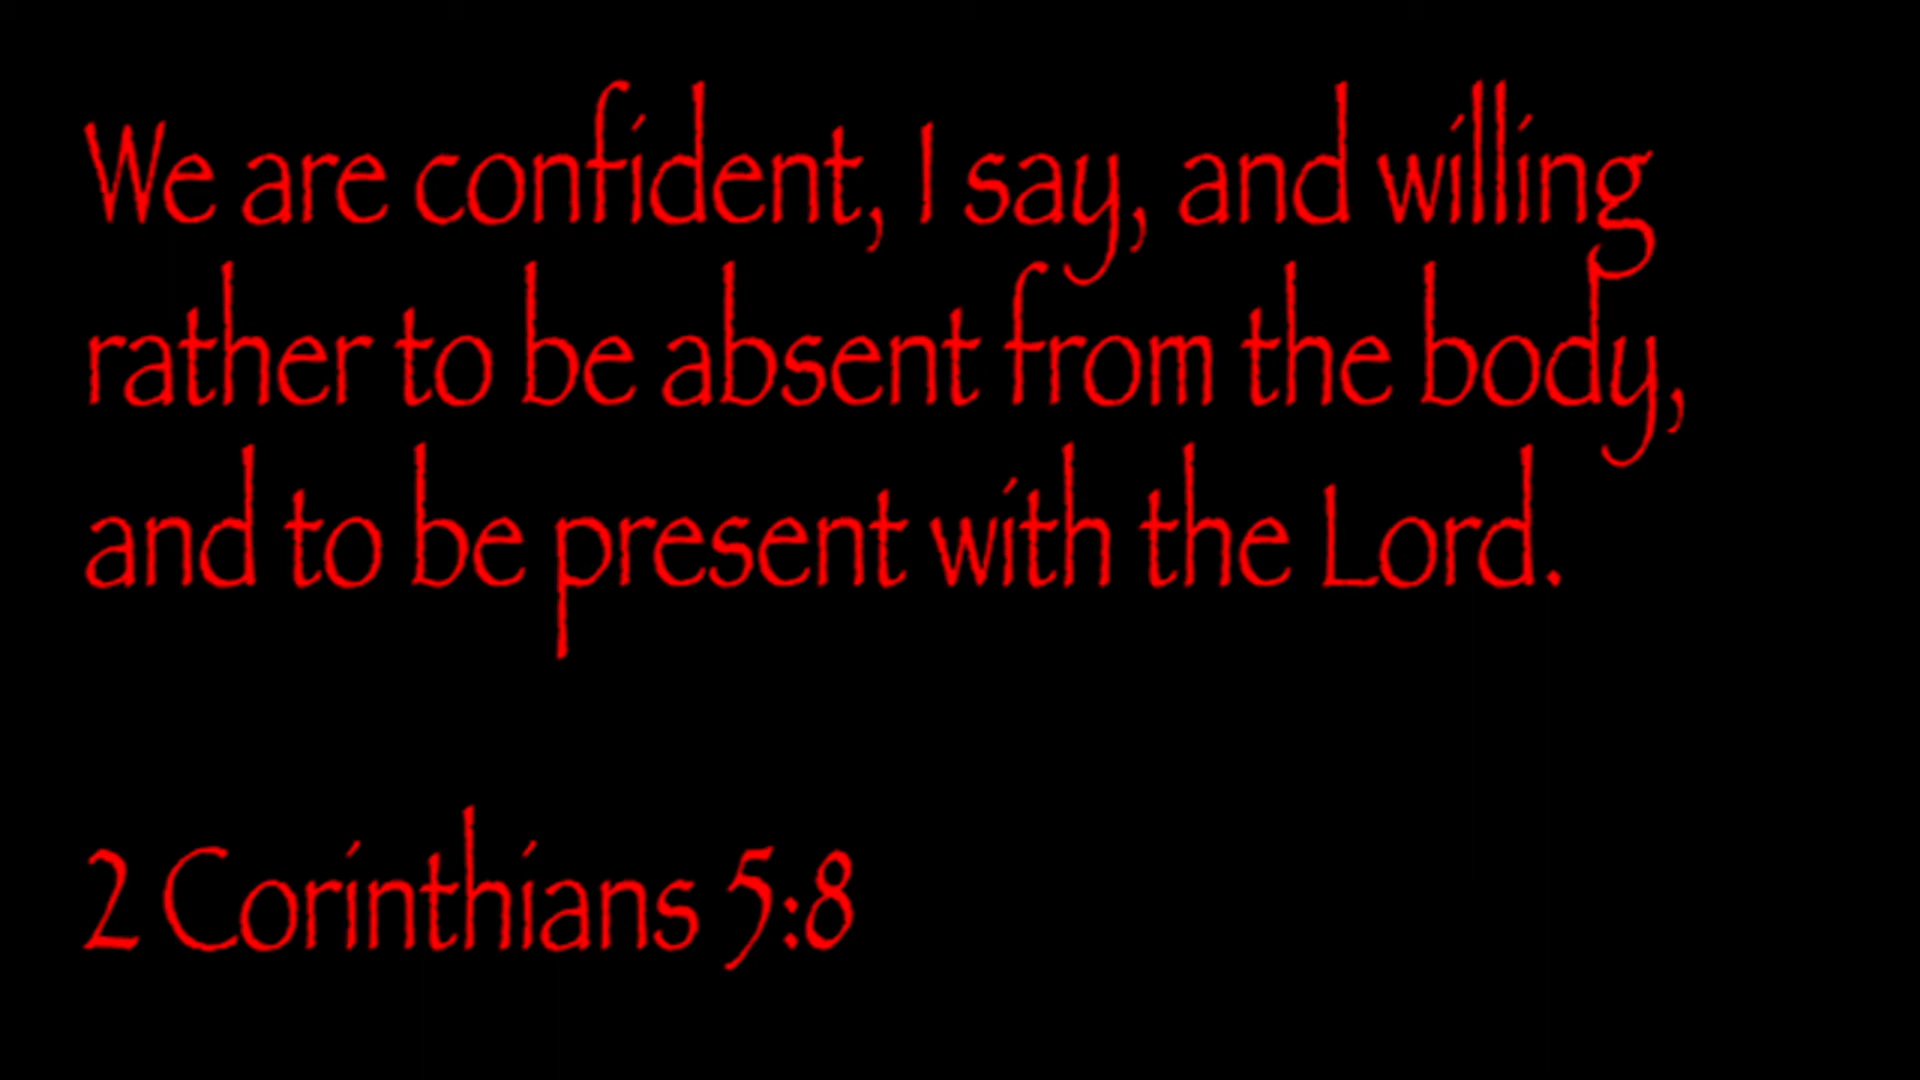 We are confident, I say, and willing
rather to be absent from the body,
and to be present with the Lord.
2 Corinthians 5:8